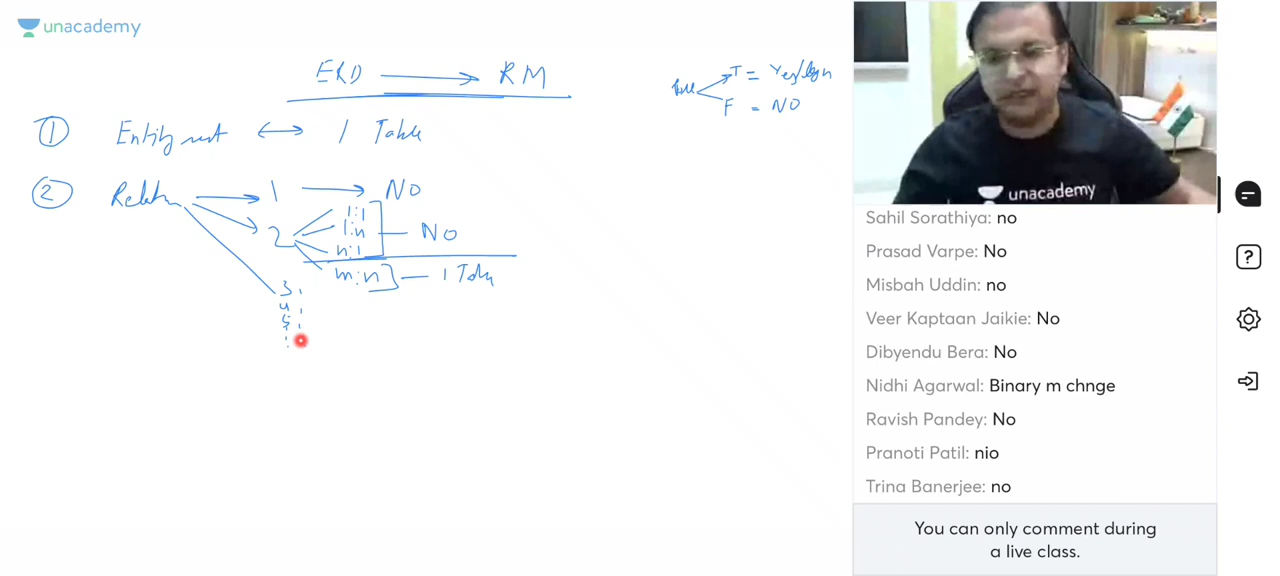 unacademy
ERD → RM
T = Yes/
F = NO
① Entity set ↔ 1 Table
② Relation → 1 → NO
2
1:1
1:n
n:1
NO
m:n
1 Table
3
4
5
unacademy
Sahil Sorathiya: no
Prasad Varpe: No
Misbah Uddin: no
Veer Kaptaan Jaikie: No
Dibyendu Bera: No
Nidhi Agarwal: Binary m chnge
Ravish Pandey: No
Pranoti Patil: nio
Trina Banerjee: no
You can only comment during
a live class.